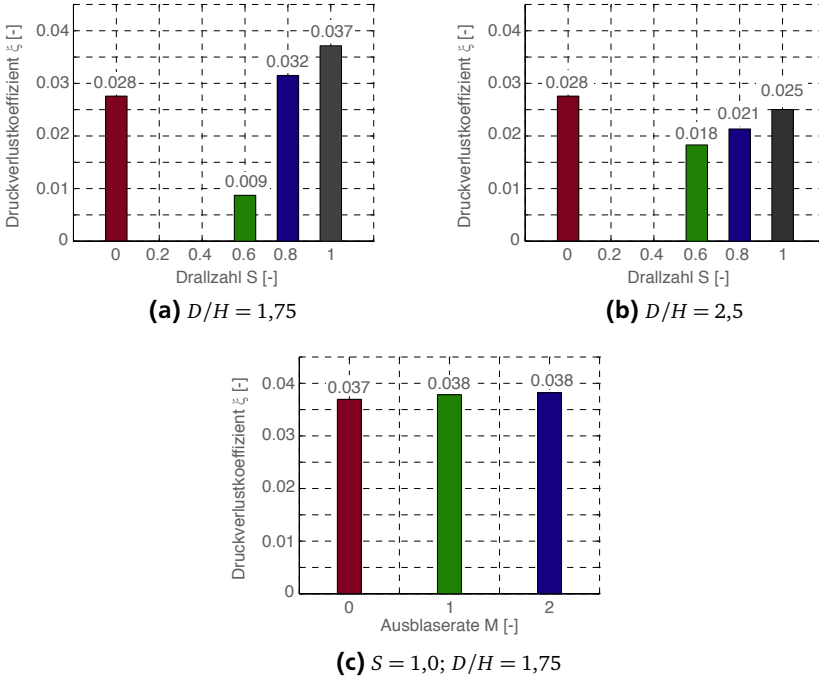 Druckverlustkoeffizient ξ [-]
0.04
0.03
0.02
0.01
0
0.028
0.009
0.032
0.037
0 0.2 0.4 0.6 0.8 1
Drallzahl S [-]
(a) D/H = 1,75
Druckverlustkoeffizient ξ [-]
0.04
0.03
0.02
0.01
0
0.028
0.018
0.021
0.025
0 0.2 0.4 0.6 0.8 1
Drallzahl S [-]
(b) D/H = 2,5
Druckverlustkoeffizient ξ [-]
0.04
0.03
0.02
0.01
0
0.037
0.038
0.038
0 1 2
Ausblaserate M [-]
(c) S = 1,0; D/H = 1,75